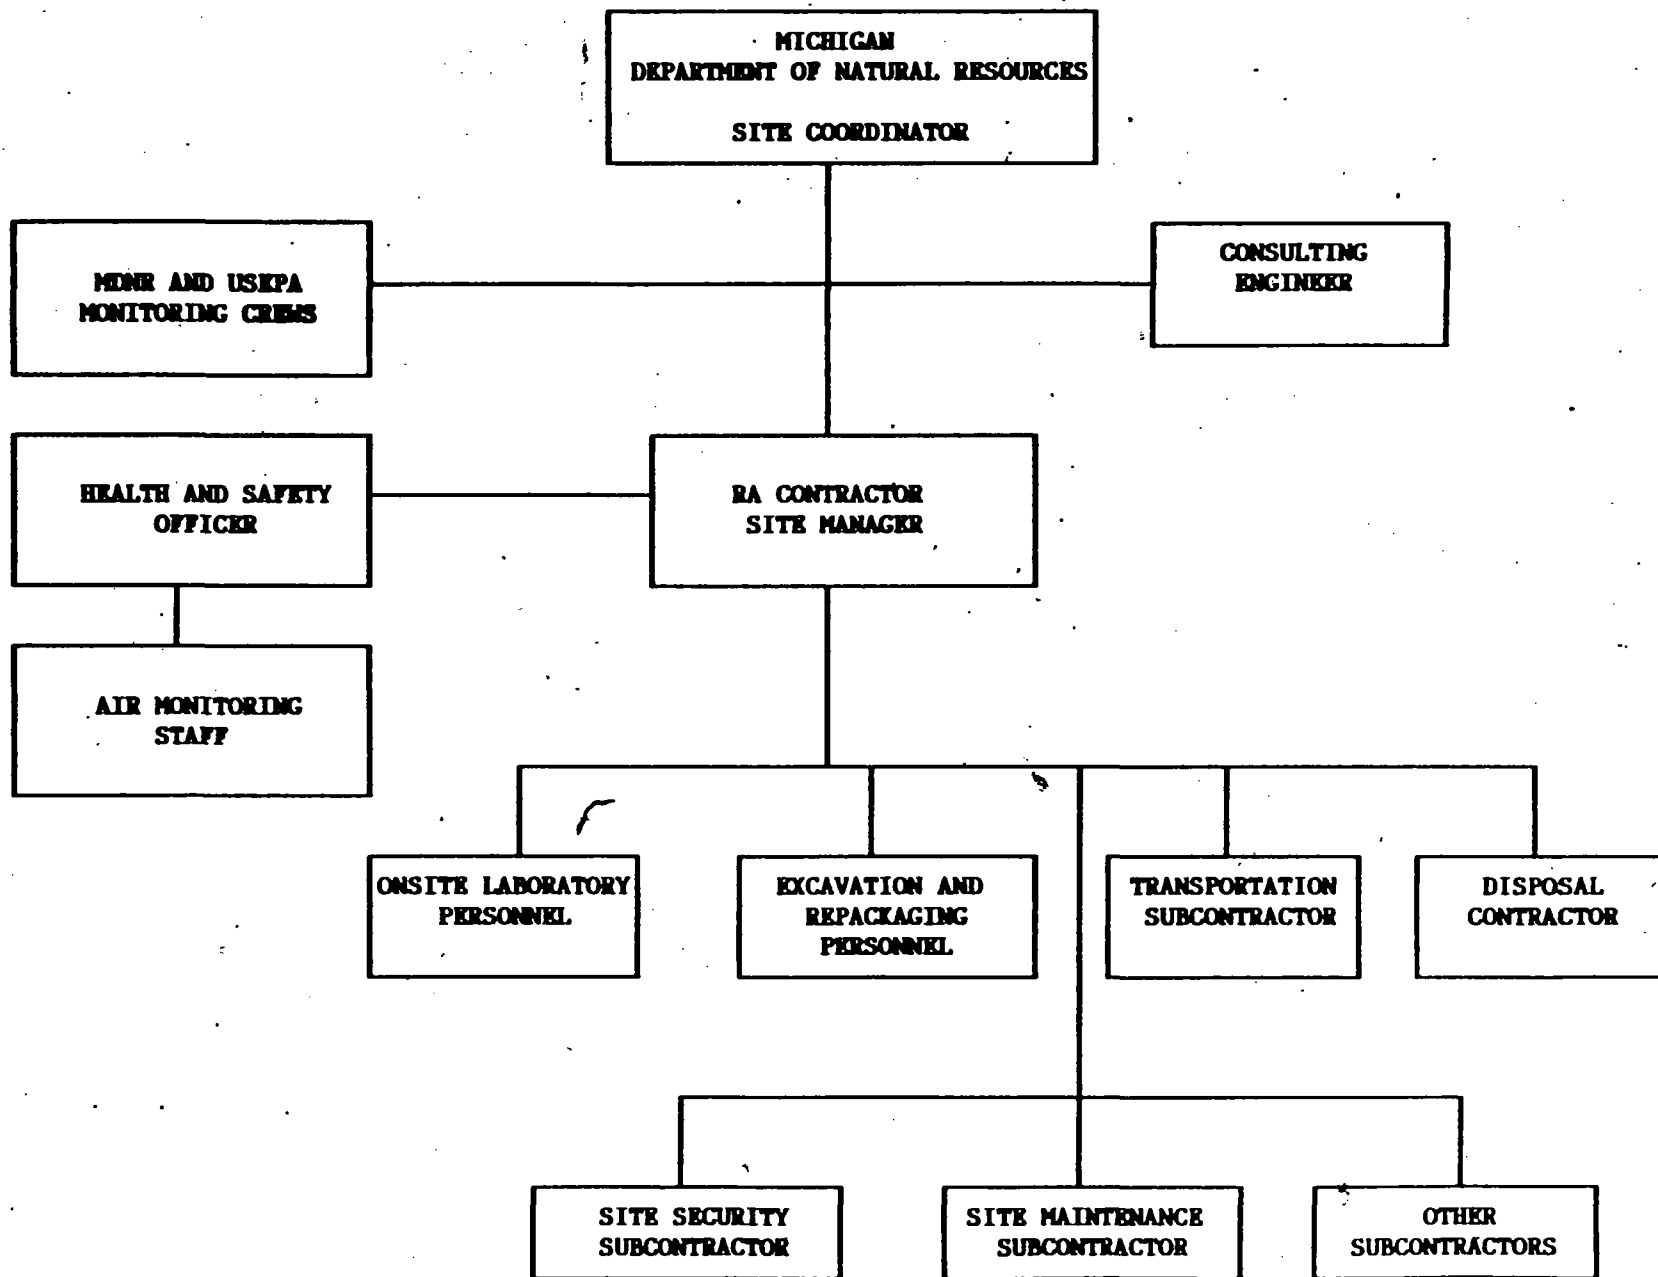 MICHIGAN
DEPARTMENT OF NATURAL RESOURCES
SITE COORDINATOR
MDNR AND USEPA
MONITORING CREWS
CONSULTING
ENGINEER
HEALTH AND SAFETY
OFFICER
RA CONTRACTOR
SITE MANAGER
AIR MONITORING
STAFF
ONSITE LABORATORY
PERSONNEL
EXCAVATION AND
REPACKAGING
PERSONNEL
TRANSPORTATION
SUBCONTRACTOR
DISPOSAL
CONTRACTOR
SITE SECURITY
SUBCONTRACTOR
SITE MAINTENANCE
SUBCONTRACTOR
OTHER
SUBCONTRACTORS